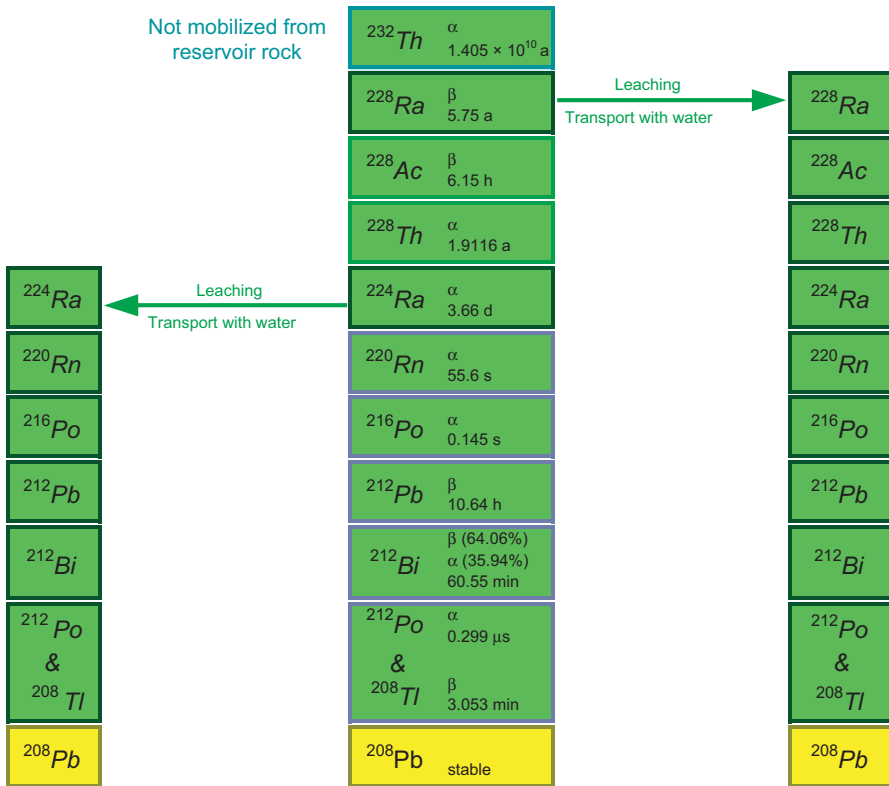 Not mobilized from
reservoir rock
²³²Th α
1.405 × 10¹⁰ a
²²⁸Ra β
5.75 a
Leaching
Transport with water
²²⁸Ra
²²⁸Ac β
6.15 h
²²⁸Ac
²²⁸Th α
1.9116 a
²²⁸Th
²²⁴Ra
Leaching
Transport with water
²²⁴Ra α
3.66 d
²²⁴Ra
²²⁰Rn
²²⁰Rn α
55.6 s
²²⁰Rn
²¹⁶Po
²¹⁶Po α
0.145 s
²¹⁶Po
²¹²Pb
²¹²Pb β
10.64 h
²¹²Pb
²¹²Bi
²¹²Bi β (64.06%)
α (35.94%)
60.55 min
²¹²Bi
²¹²Po
&
²⁰⁸Tl
²¹²Po α
0.299 µs
&
²⁰⁸Tl β
3.053 min
²¹²Po
&
²⁰⁸Tl
²⁰⁸Pb
²⁰⁸Pb stable
²⁰⁸Pb